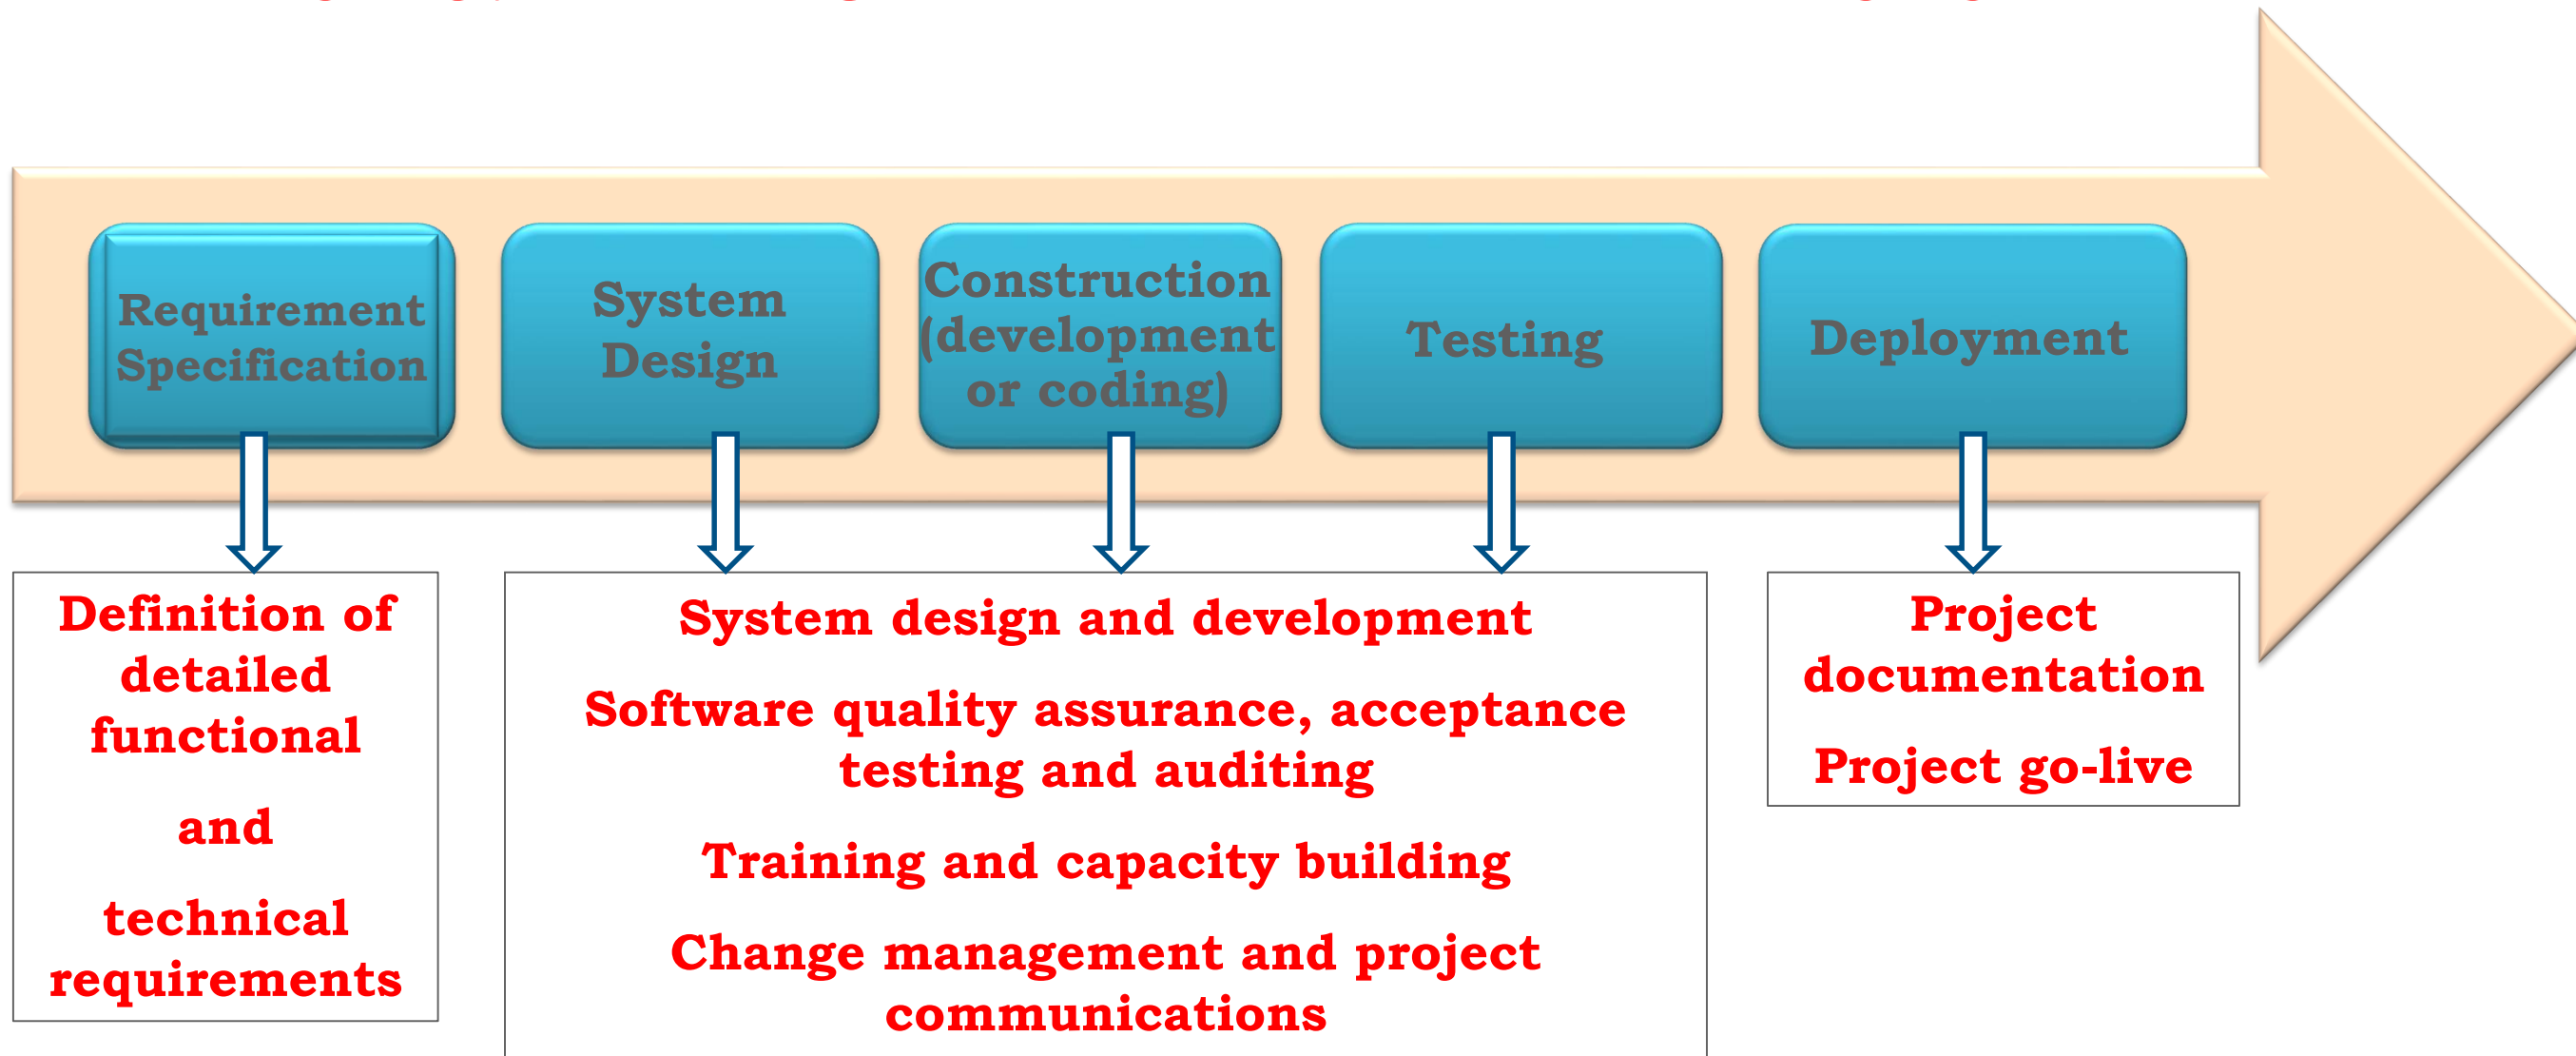 Requirement
Specification
System
Design
Construction
(development
or coding)
Testing
Deployment
Definition of
detailed
functional
and
technical
requirements
System design and development
Software quality assurance, acceptance
testing and auditing
Training and capacity building
Change management and project
communications
Project
documentation
Project go-live